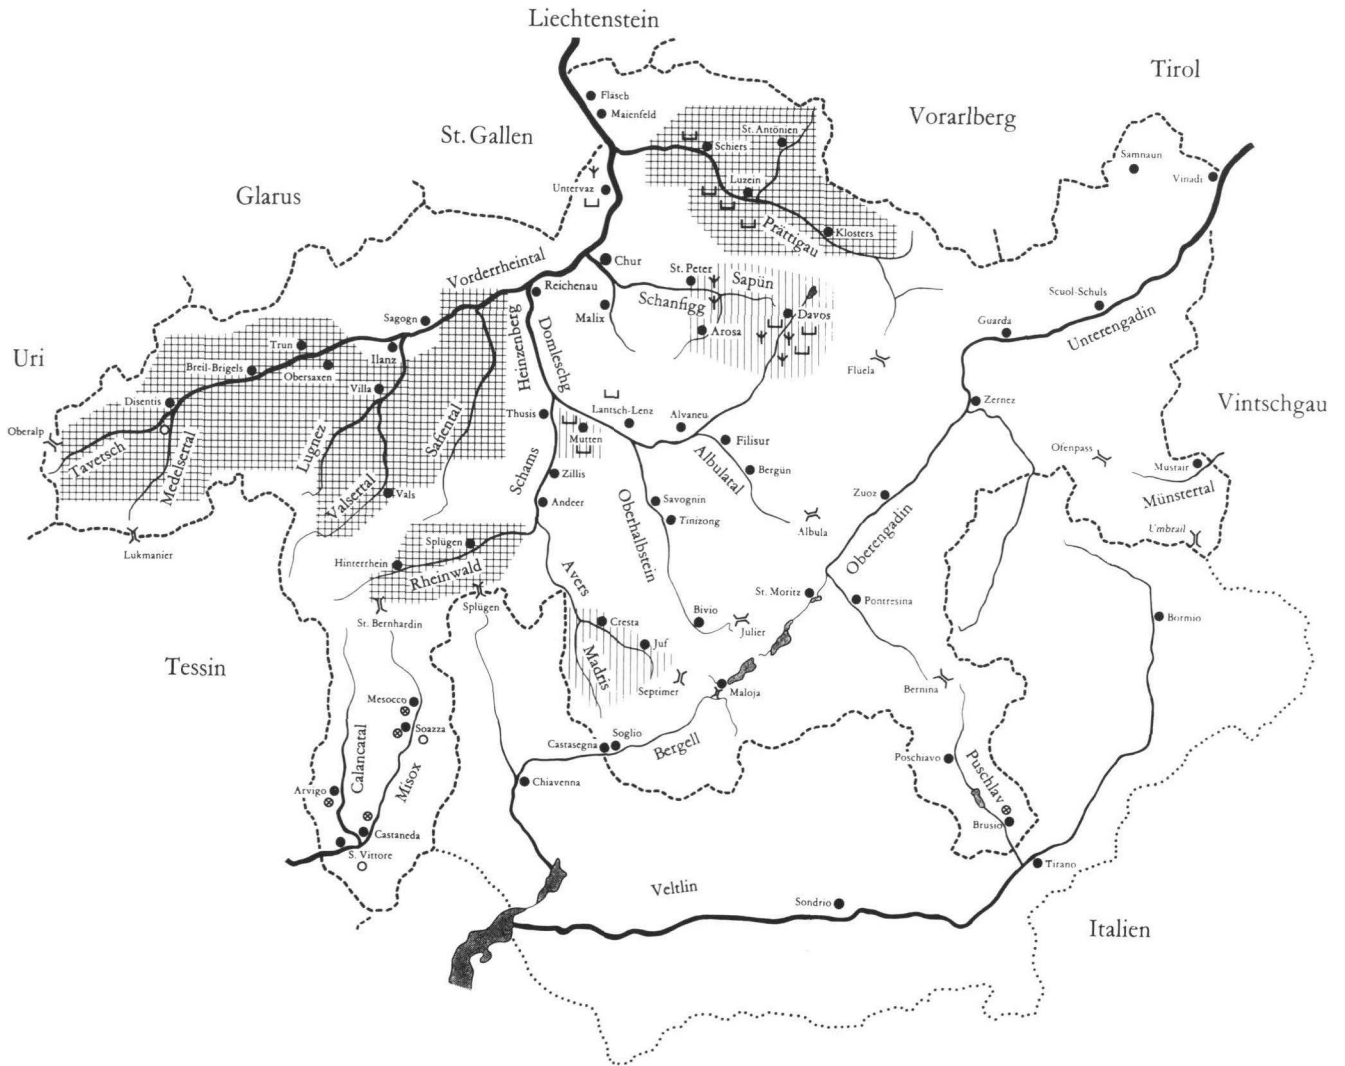 Liechtenstein
Tirol
Vorarlberg
St. Gallen
Glarus
Fläsch
Maienfeld
St. Antönien
Schiers
Samnaun
Vinadi
Untervaz
Luzein
Prättigau
Klosters
Vorderrheintal
Chur
St. Peter
Sapün
Reichenau
Schanfigg
Malix
Arosa
Davos
Scuol-Schuls
Guarda
Unterengadin
Fluela
Sagogn
Uri
Trun
Ilanz
Breil-Brigels
Obersaxen
Villa
Heinzenberg
Domleschg
Disentis
Oberalp
Tavetsch
Medelsertal
Lugnez
Safiental
Valsertal
Vals
Thusis
Lantsch-Lenz
Mutten
Alvaneu
Filisur
Bergün
Albulatal
Zernez
Vintschgau
Ofenpass
Mustair
Münstertal
Umbrail
Schams
Zillis
Andeer
Savognin
Tinizong
Oberhalbstein
Zuoz
Albula
Oberengadin
Lukmanier
Splügen
Hinterrhein
Rheinwald
Splügen
St. Bernhardin
Avers
Cresta
Juf
Madris
Septimer
Bivio
Julier
St. Moritz
Pontresina
Bormio
Tessin
Maloja
Bernina
Mesocco
Soazza
Calancatal
Misox
Arvigo
Castaneda
S. Vittore
Castasegna
Soglio
Bergell
Chiavenna
Poschiavo
Puschlav
Brusio
Tirano
Veltlin
Sondrio
Italien